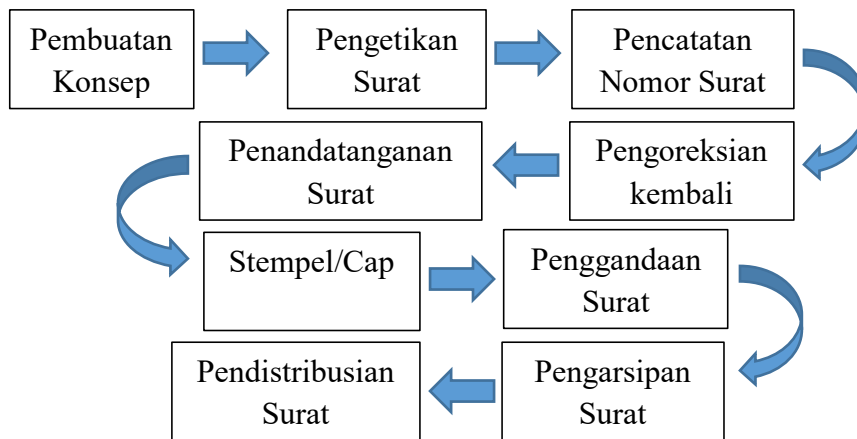 Pembuatan
Konsep
Pengetikan
Surat
Pencatatan
Nomor Surat
Pengoreksian
kembali
Penandatanganan
Surat
Stempel/Cap
Penggandaan
Surat
Pengarsipan
Surat
Pendistribusian
Surat